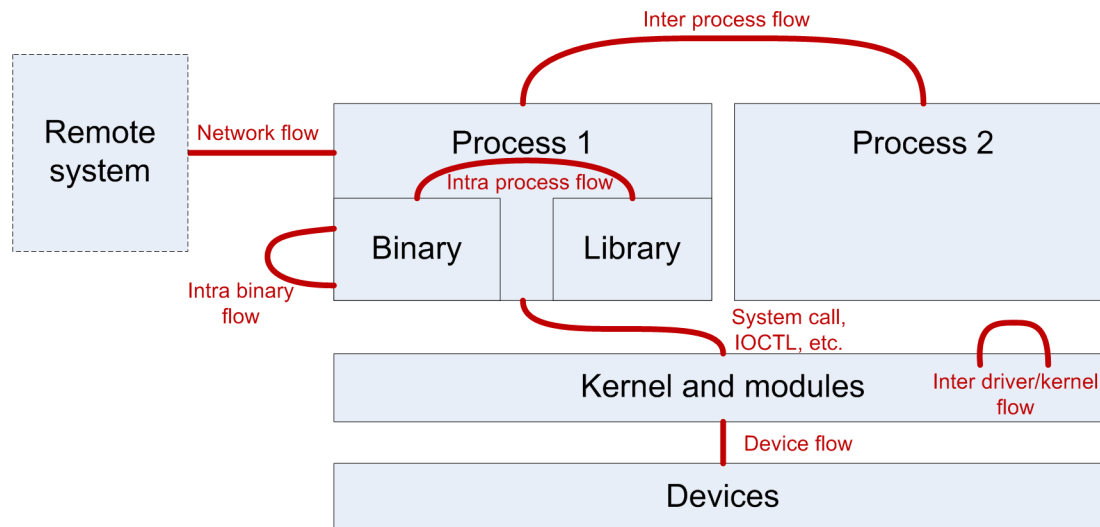 Inter process flow
Remote
system
Network flow
Process 1
Process 2
Intra process flow
Binary
Library
Intra binary
flow
System call,
IOCTL, etc.
Kernel and modules
Inter driver/kernel
flow
Device flow
Devices